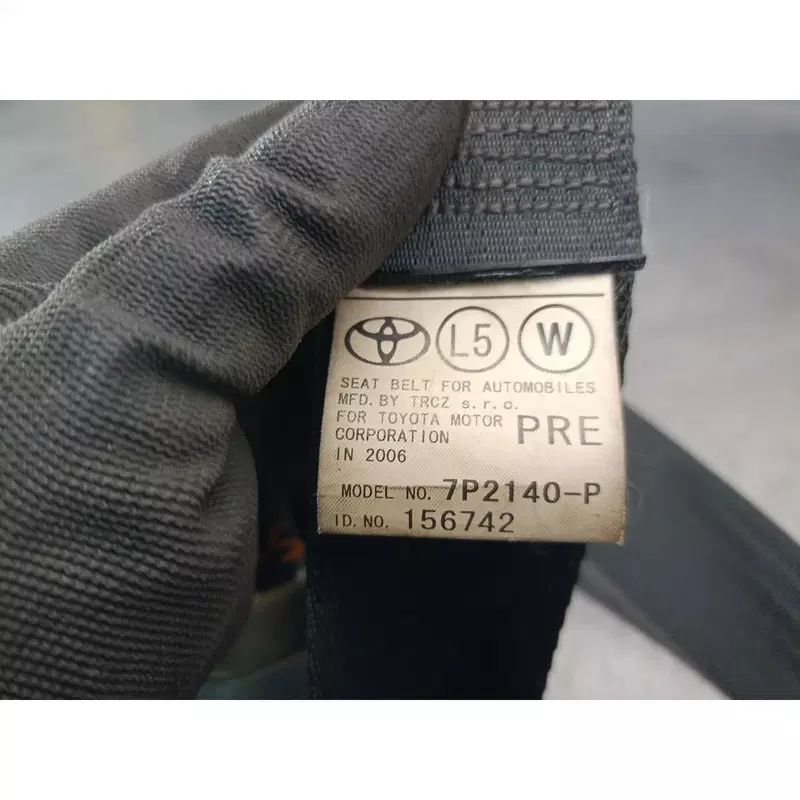 L5 W
SEAT BELT FOR AUTOMOBILES
MFD. BY TRCZ s.r.o.
FOR TOYOTA MOTOR
CORPORATION PRE
IN 2006
MODEL NO. 7P2140-P
ID. NO. 156742